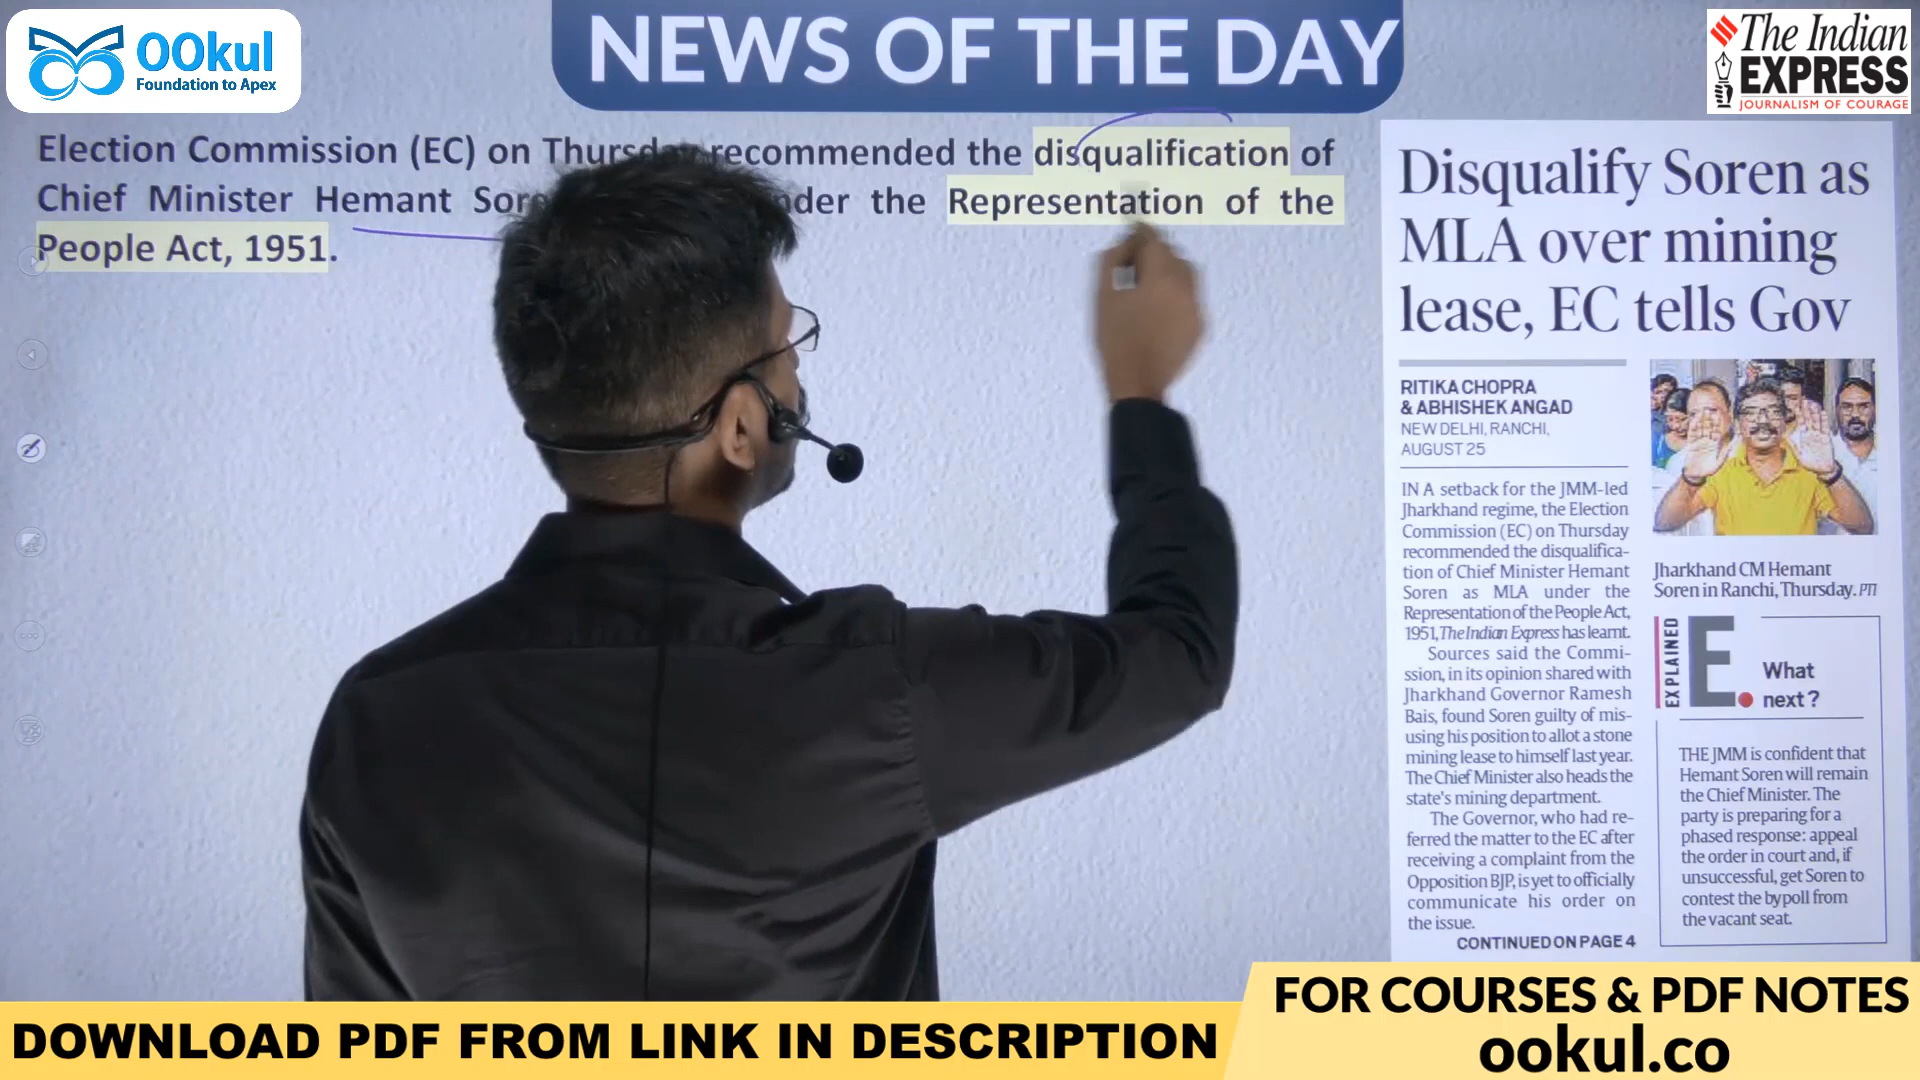 OOkul
Foundation to Apex
NEWS OF THE DAY
The Indian
EXPRESS
JOURNALISM OF COURAGE
Election Commission (EC) on Thursday recommended the disqualification of
Chief Minister Hemant Sore nder the Representation of the
People Act, 1951.
Disqualify Soren as
MLA over mining
lease, EC tells Gov
RITIKA CHOPRA
& ABHISHEK ANGAD
NEW DELHI, RANCHI,
AUGUST 25
IN A setback for the JMM-led
Jharkhand regime, the Election
Commission (EC) on Thursday
recommended the disqualifica-
tion of Chief Minister Hemant
Soren as MLA under the
Representation of the People Act,
1951, The Indian Express has learnt.
Sources said the Commi-
ssion, in its opinion shared with
Jharkhand Governor Ramesh
Bais, found Soren guilty of mis-
using his position to allot a stone
mining lease to himself last year.
The Chief Minister also heads the
state's mining department.
The Governor, who had re-
ferred the matter to the EC after
receiving a complaint from the
Opposition BJP, is yet to officially
communicate his order on
the issue.
CONTINUED ON PAGE 4
Jharkhand CM Hemant
Soren in Ranchi, Thursday. PTI
EXPLAINED
E.
What
next?
THE JMM is confident that
Hemant Soren will remain
the Chief Minister. The
party is preparing for a
phased response: appeal
the order in court and, if
unsuccessful, get Soren to
contest the bypoll from
the vacant seat.
DOWNLOAD PDF FROM LINK IN DESCRIPTION
FOR COURSES & PDF NOTES
ookul.co